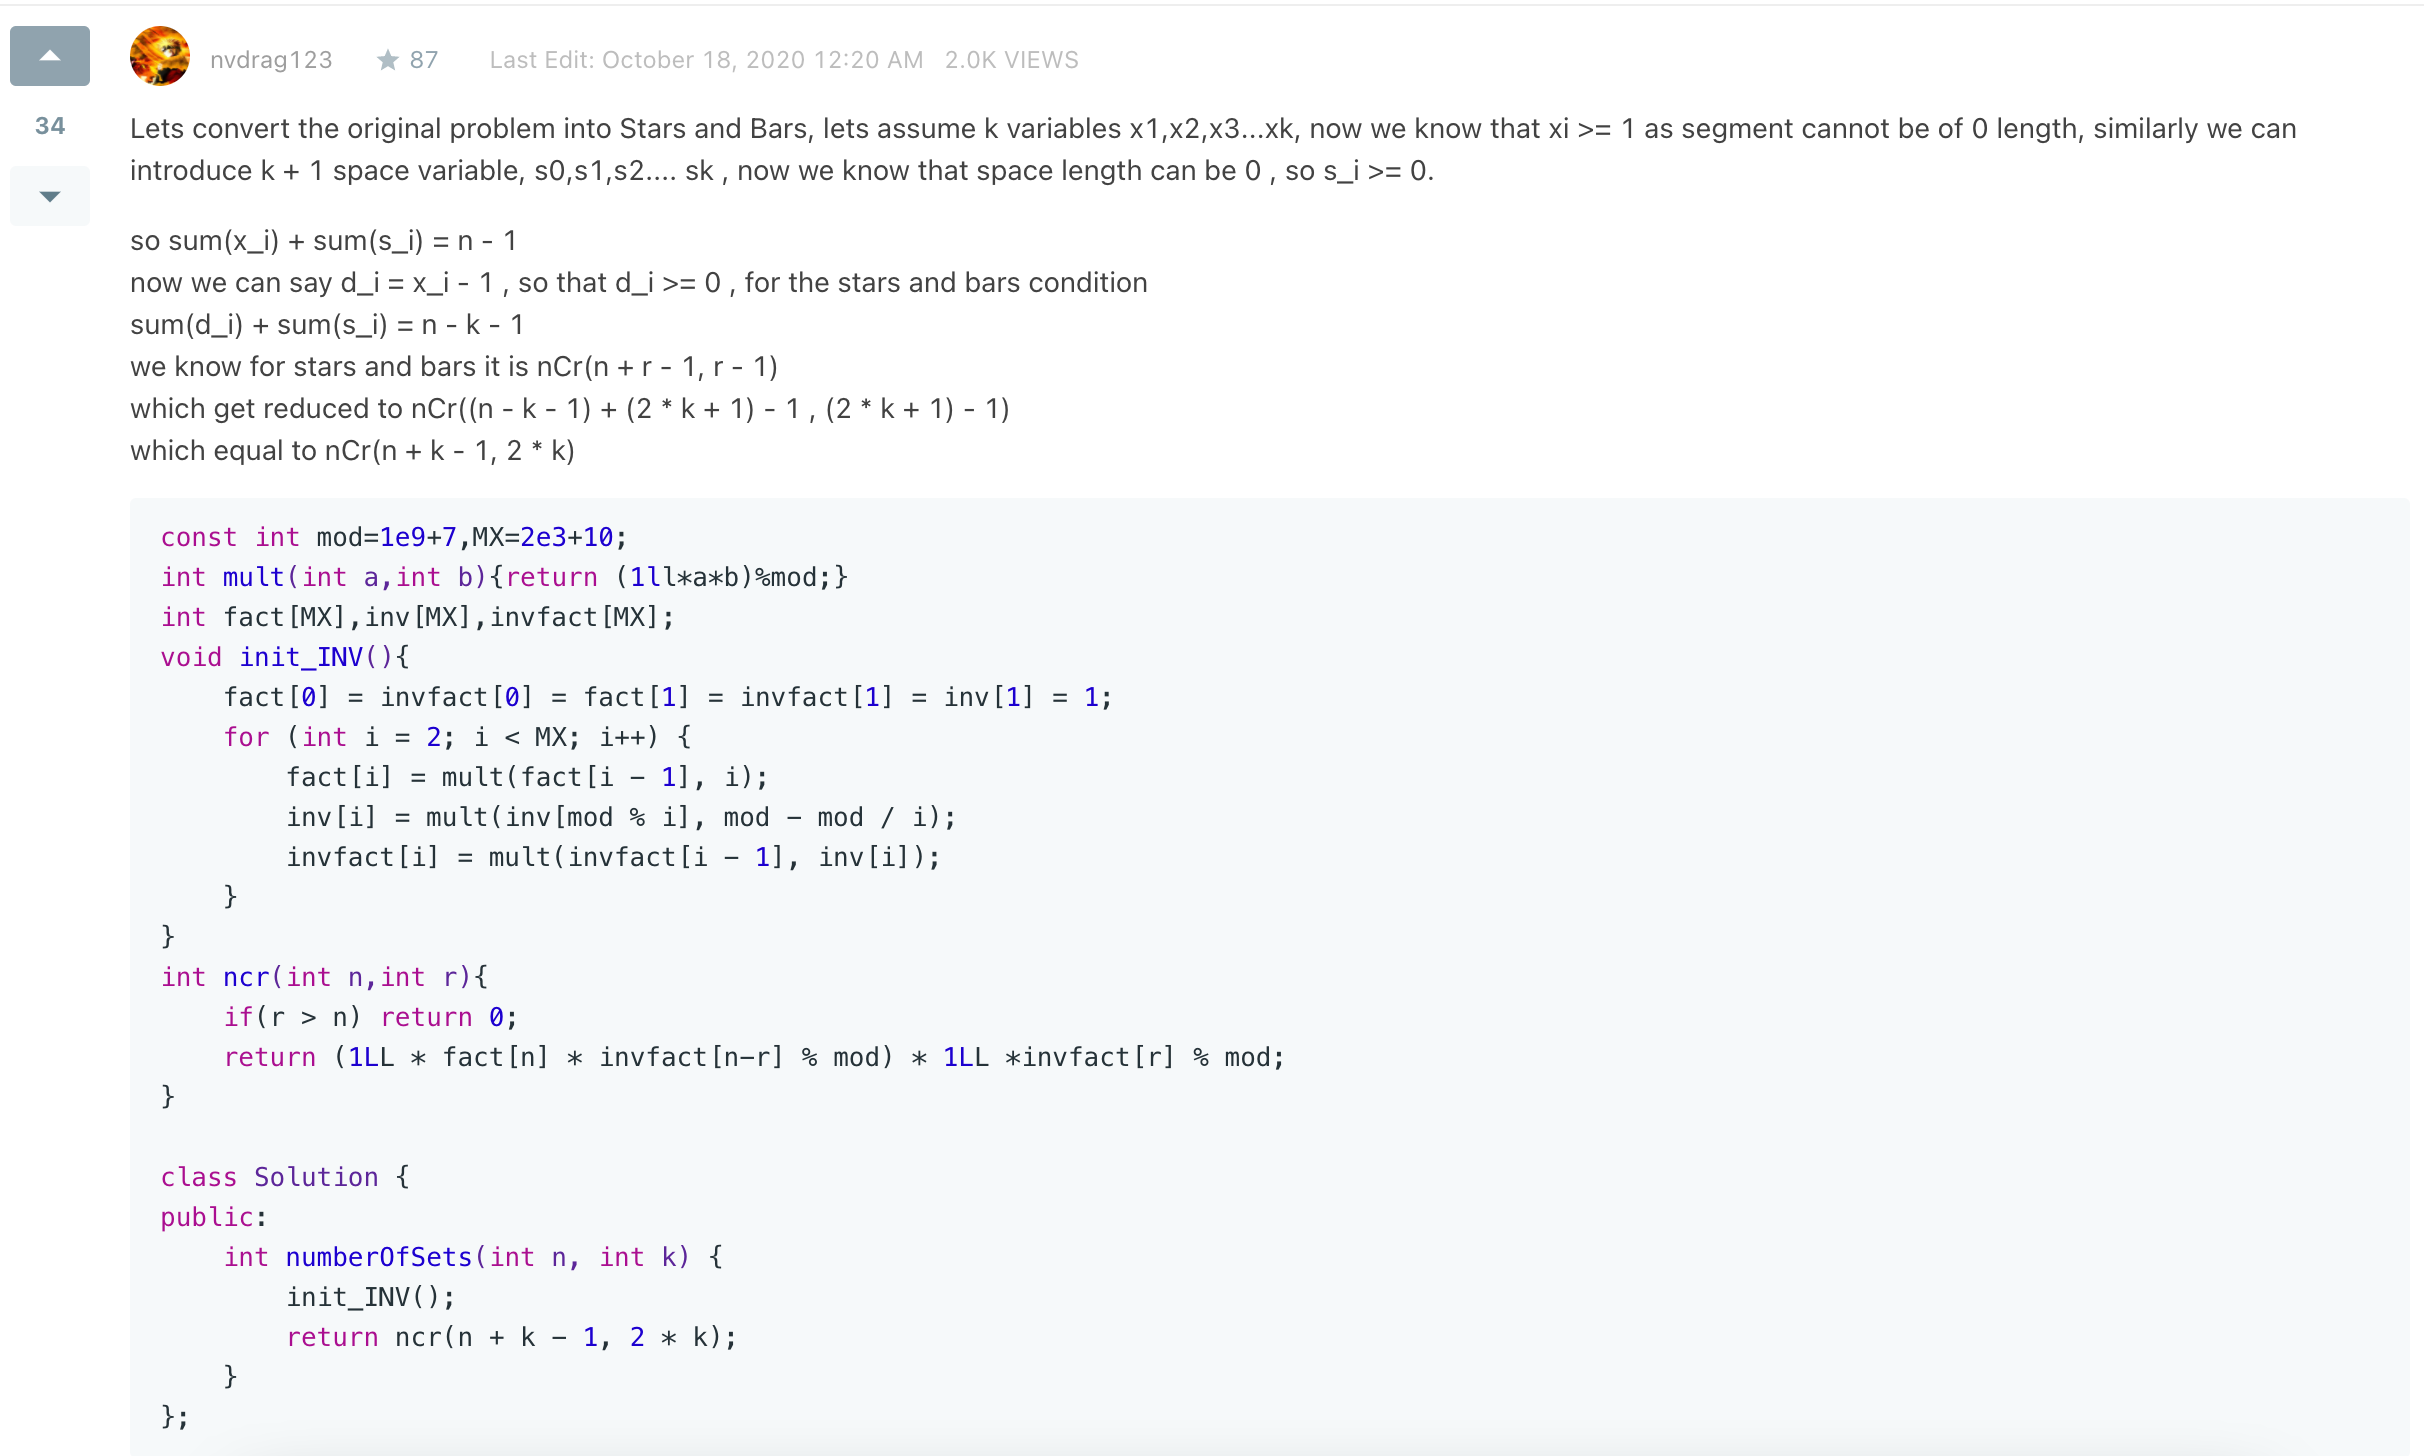 nvdrag123 ★ 87 Last Edit: October 18, 2020 12:20 AM 2.0K VIEWS
34
Lets convert the original problem into Stars and Bars, lets assume k variables x1,x2,x3...xk, now we know that xi >= 1 as segment cannot be of 0 length, similarly we can
introduce k + 1 space variable, s0,s1,s2.... sk , now we know that space length can be 0 , so s_i >= 0.
so sum(x_i) + sum(s_i) = n - 1
now we can say d_i = x_i - 1 , so that d_i >= 0 , for the stars and bars condition
sum(d_i) + sum(s_i) = n - k - 1
we know for stars and bars it is nCr(n + r - 1, r - 1)
which get reduced to nCr((n - k - 1) + (2 * k + 1) - 1 , (2 * k + 1) - 1)
which equal to nCr(n + k - 1, 2 * k)
const int mod=1e9+7,MX=2e3+10;
int mult(int a,int b){return (1ll*a*b)%mod;}
int fact[MX],inv[MX],invfact[MX];
void init_INV(){
    fact[0] = invfact[0] = fact[1] = invfact[1] = inv[1] = 1;
    for (int i = 2; i < MX; i++) {
        fact[i] = mult(fact[i - 1], i);
        inv[i] = mult(inv[mod % i], mod - mod / i);
        invfact[i] = mult(invfact[i - 1], inv[i]);
    }
}
int ncr(int n,int r){
    if(r > n) return 0;
    return (1LL * fact[n] * invfact[n-r] % mod) * 1LL *invfact[r] % mod;
}
class Solution {
public:
    int numberOfSets(int n, int k) {
        init_INV();
        return ncr(n + k - 1, 2 * k);
    }
};